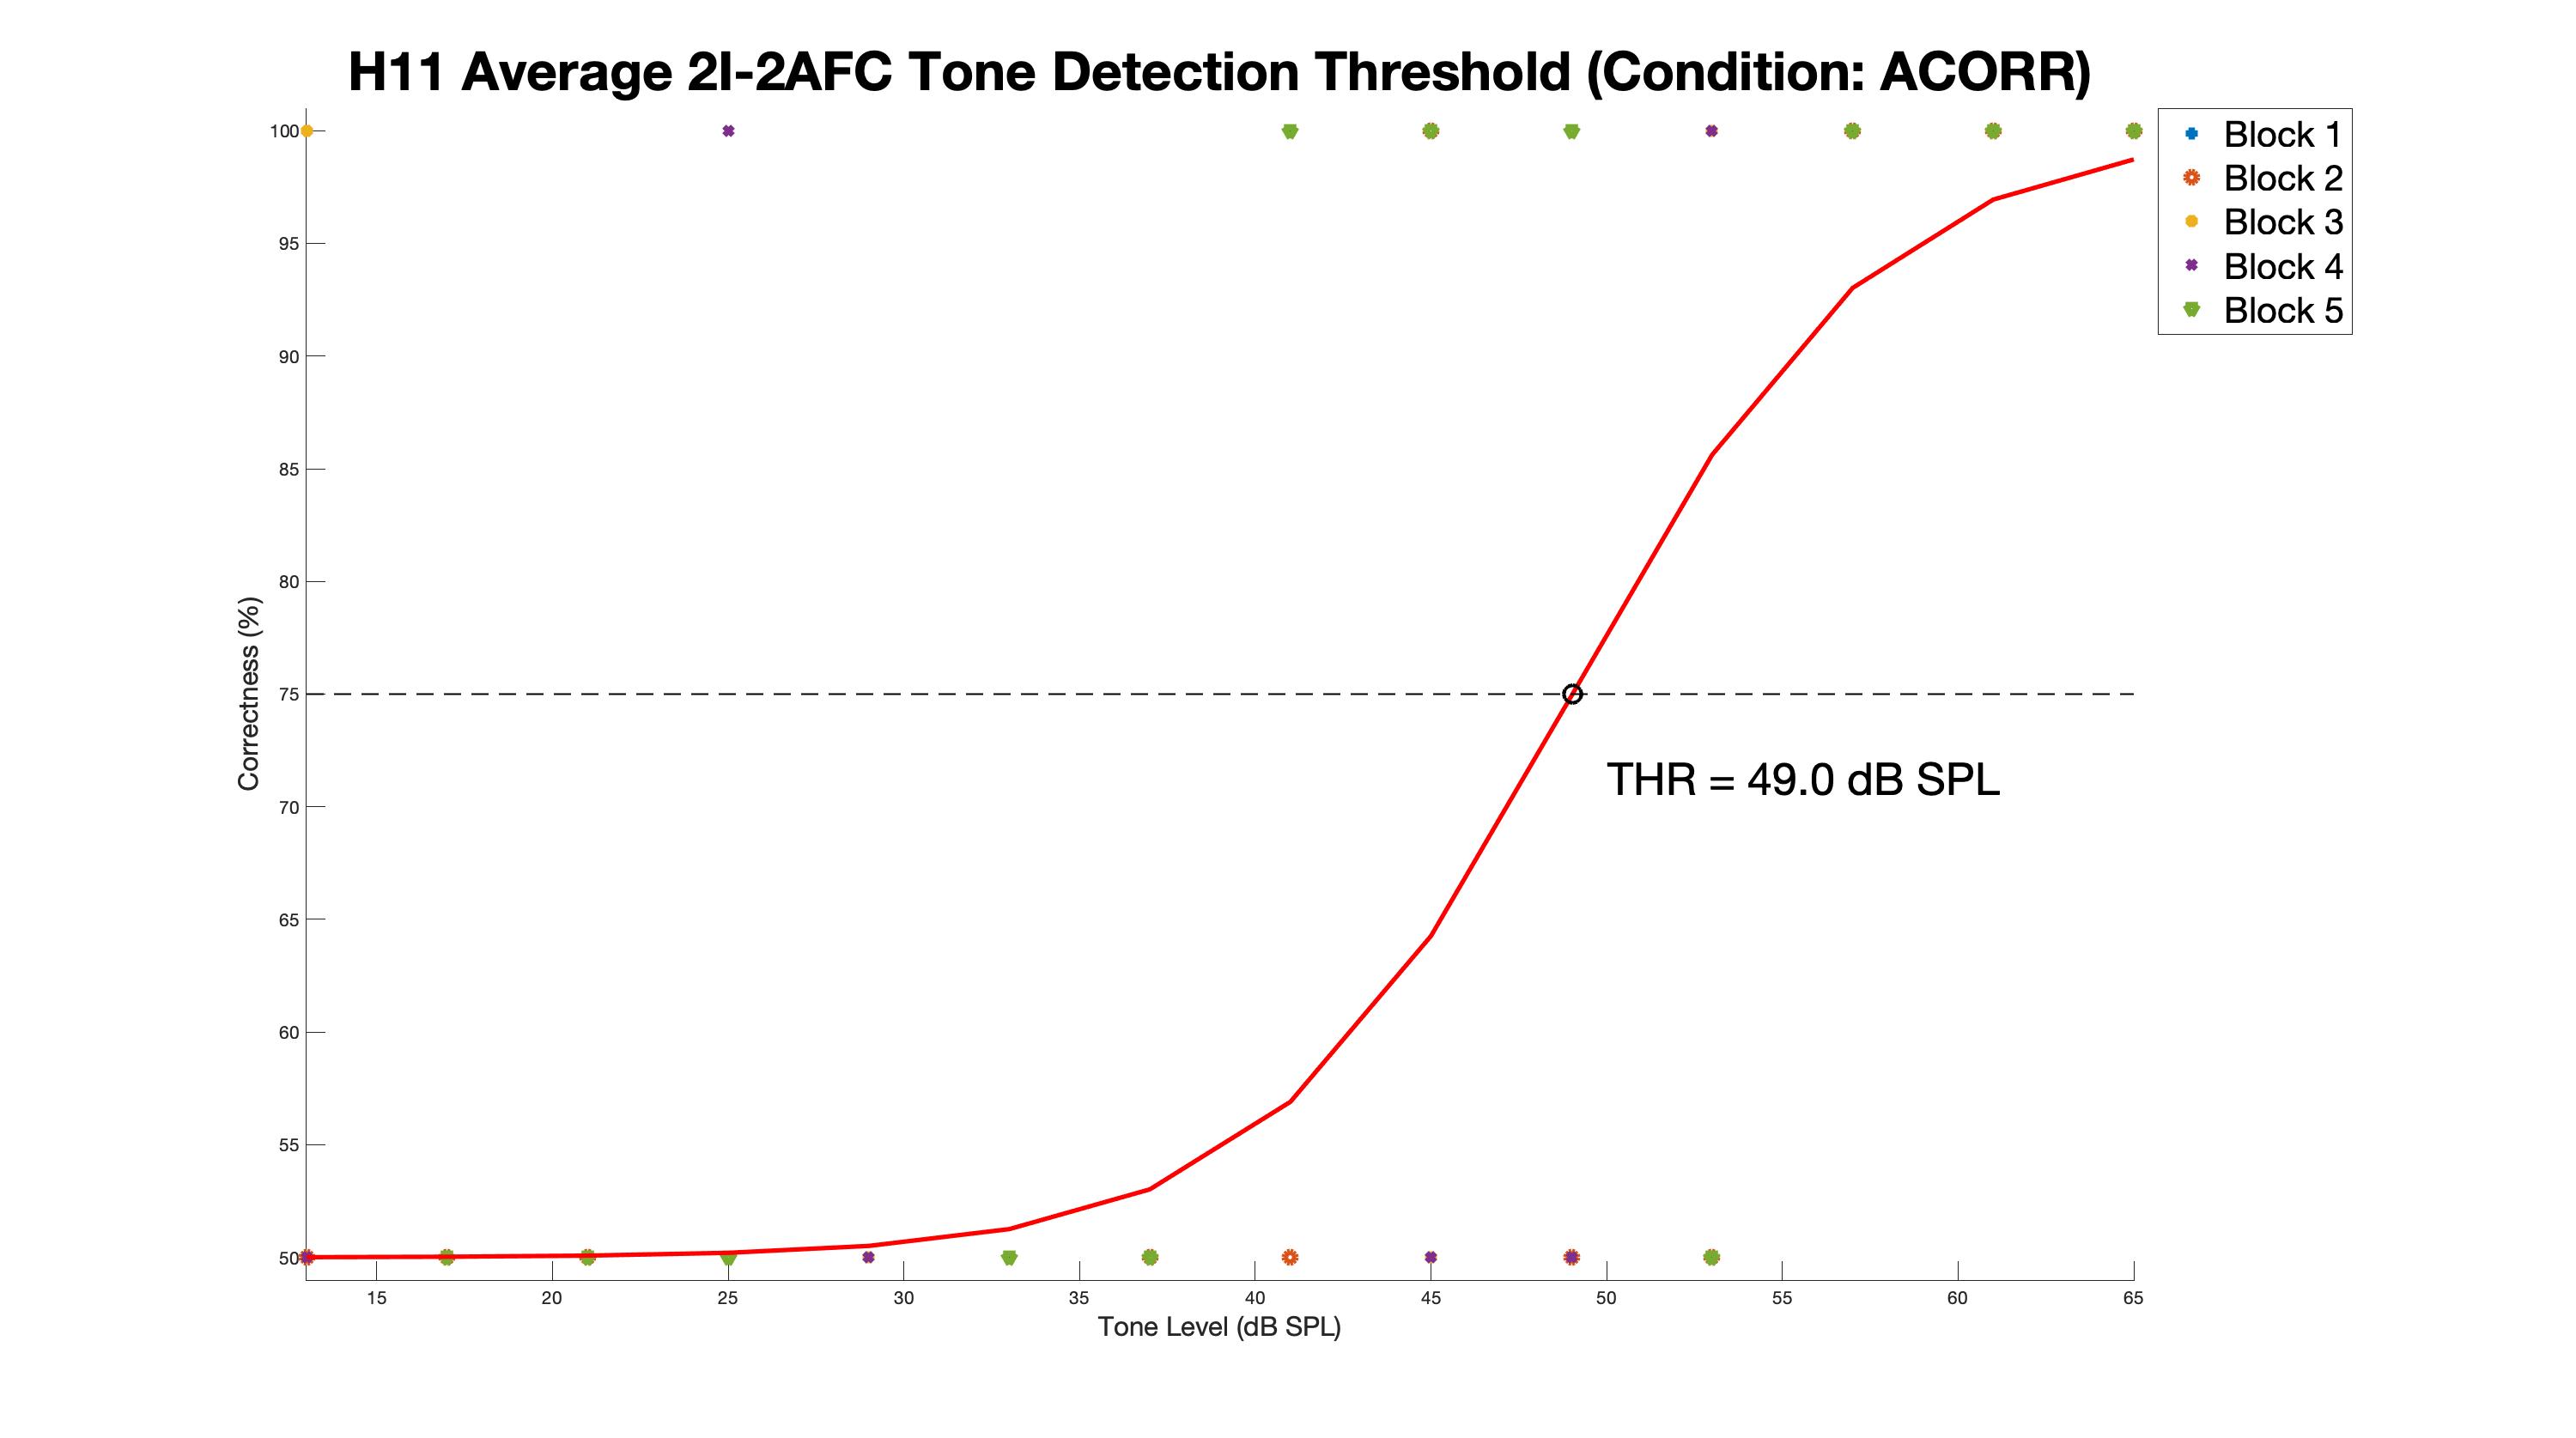 H11 Average 2I-2AFC Tone Detection Threshold (Condition: ACORR)
100
95
90
85
80
75
70
65
60
55
50
Correctness (%)
THR = 49.0 dB SPL
15 20 25 30 35 40 45 50 55 60 65
Tone Level (dB SPL)
Block 1
Block 2
Block 3
Block 4
Block 5